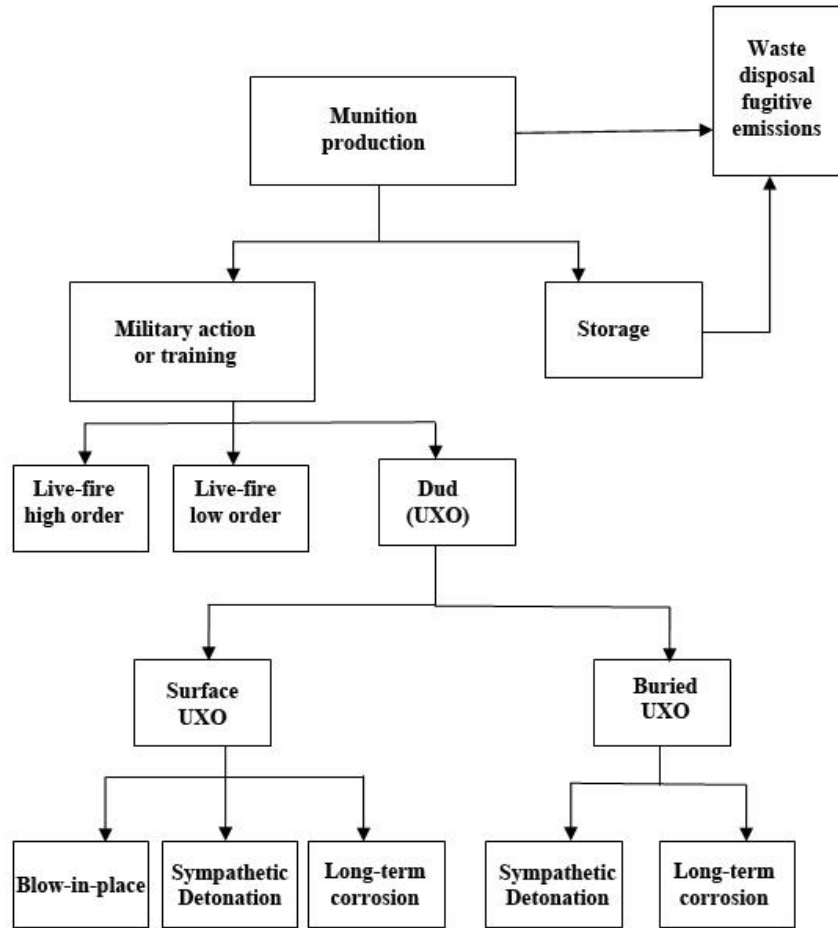 Waste
disposal
fugitive
emissions
Munition
production
Military action
or training
Storage
Live-fire
high order
Live-fire
low order
Dud
(UXO)
Surface
UXO
Buried
UXO
Blow-in-place
Sympathetic
Detonation
Long-term
corrosion
Sympathetic
Detonation
Long-term
corrosion